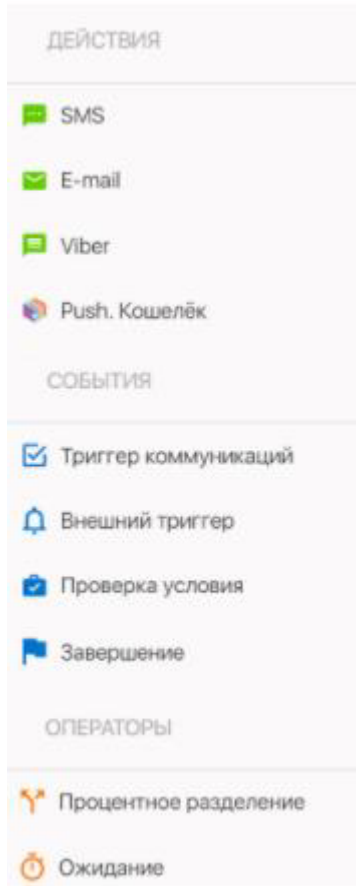 ДЕЙСТВИЯ
SMS
E-mail
Viber
Push. Кошелёк
СОБЫТИЯ
Триггер коммуникаций
Внешний триггер
Проверка условия
Завершение
ОПЕРАТОРЫ
Процентное разделение
Ожидание